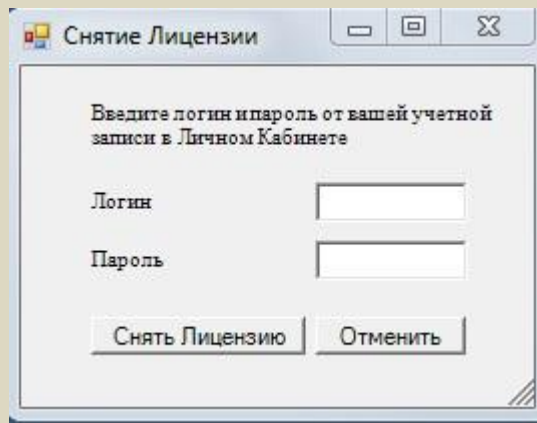 Снятие Лицензии
Введите логин и пароль от вашей учетной
записи в Личном Кабинете
Логин
Пароль
Снять Лицензию Отменить